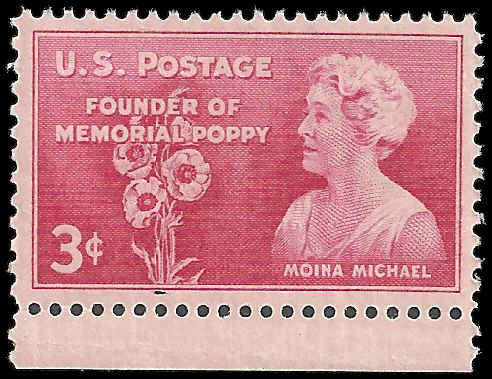 U.S. POSTAGE
FOUNDER OF
MEMORIAL POPPY
3¢
MOINA MICHAEL